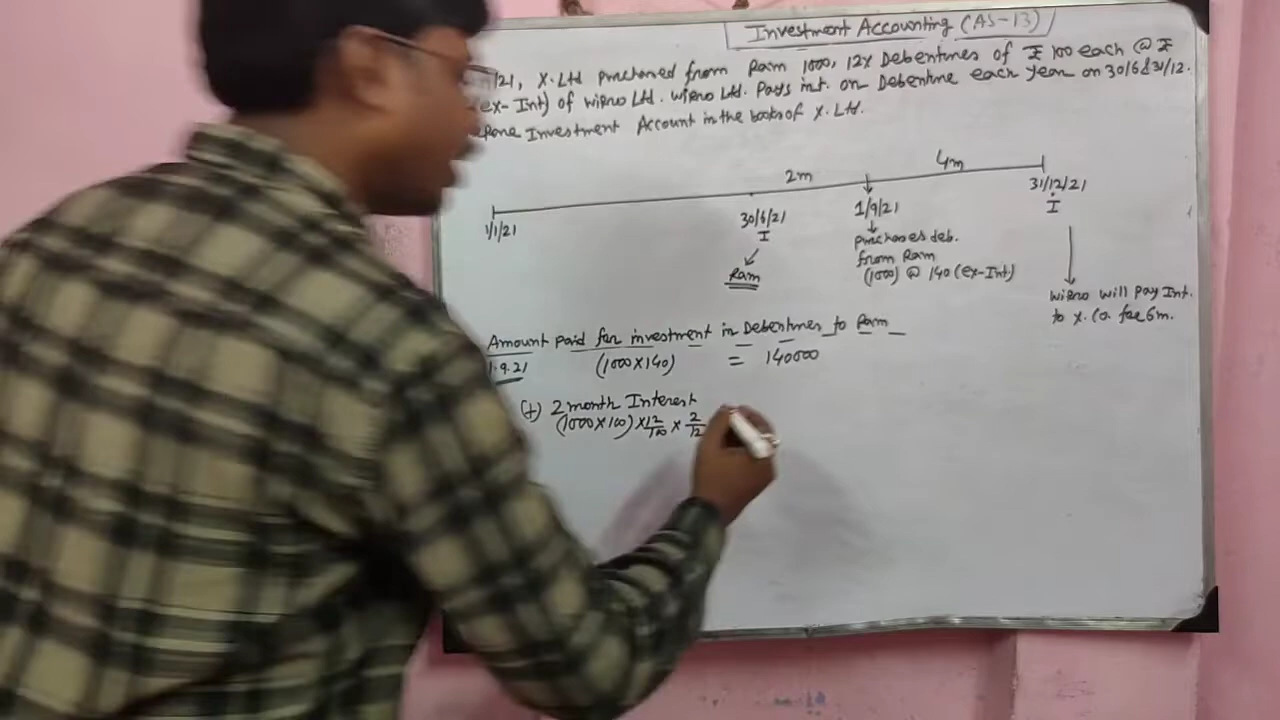 Investment Accounting (AS-13)
/21, X. Ltd Purchased from Ram 1000, 12% Debentures of ₹ 100 each @ ₹
(ex-Int) of Wipro Ltd. Wipro Ltd. Pays int. on Debenture each year on 30/6 & 31/12.
Investment Account in the books of X. Ltd.
2m 4m
1/1/21 30/6/21 1/9/21 31/12/21
I I
Ram
Purchases deb.
from Ram
(1000) @ 140 (ex-Int)
Wipro will pay Int.
to X. Co. for 6m.
Amount paid for investment in Debentures to Ram
1.9.21 (1000×140) = 140000
(+) 2 month Interest
(1000×100) × 12/100 × 2/12